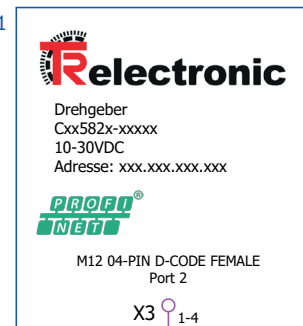 1
TRelectronic
Drehgeber
Cxx582x-xxxxx
10-30VDC
Adresse: xxx.xxx.xxx.xxx
PROFI®
NET
M12 04-PIN D-CODE FEMALE
Port 2
X3 1-4